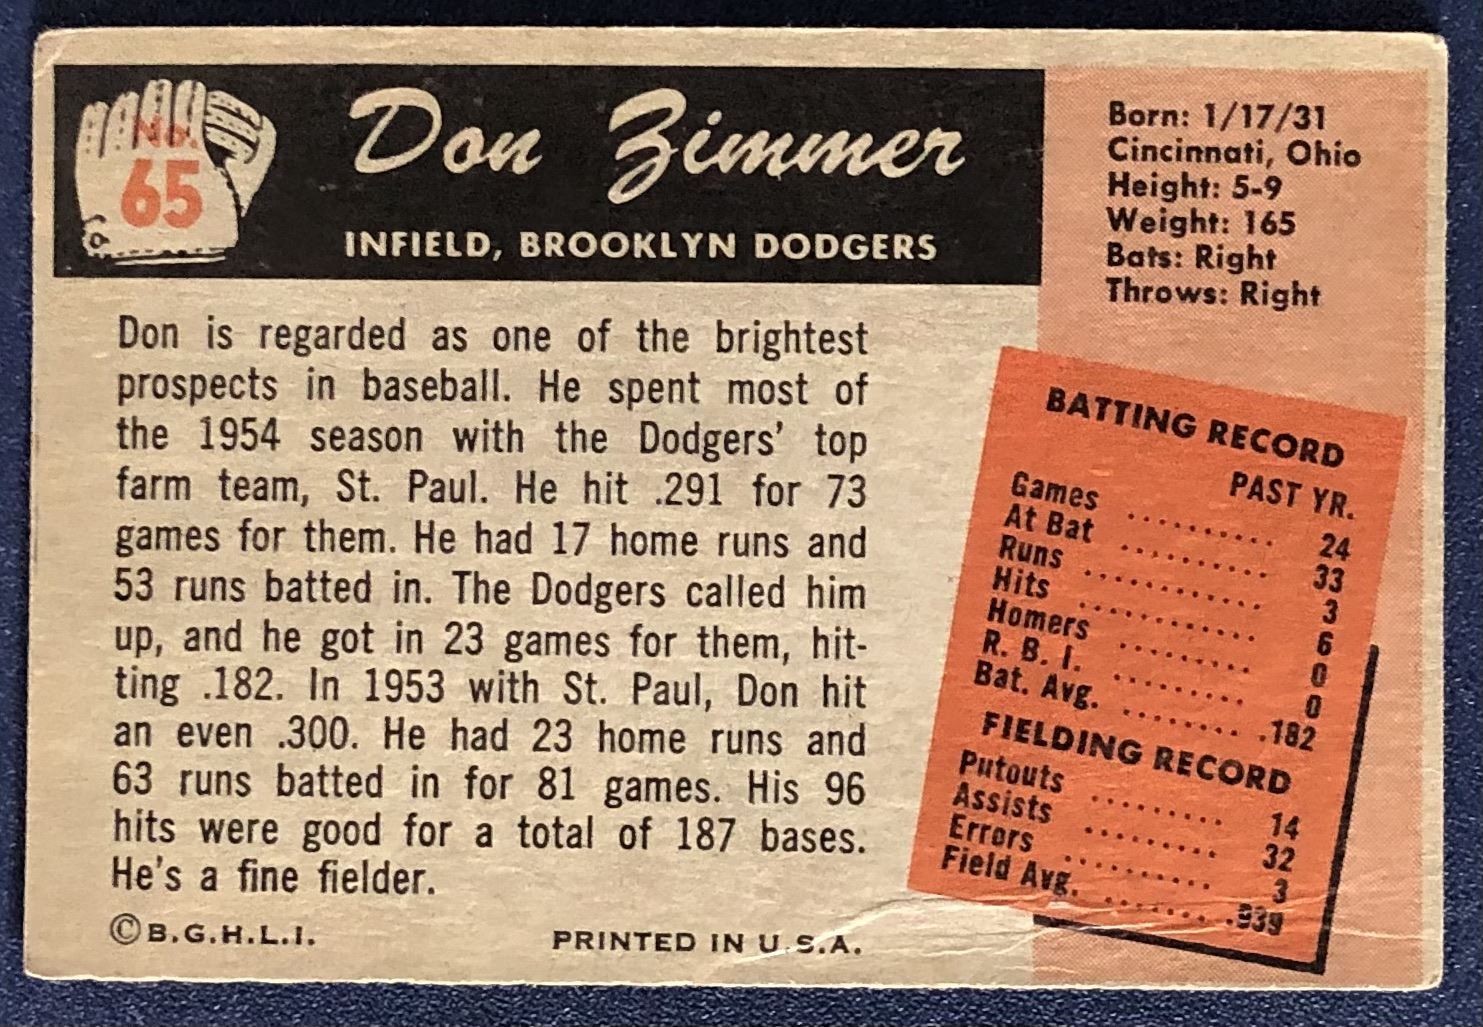 No.
65
Don Zimmer
INFIELD, BROOKLYN DODGERS
Born: 1/17/31
Cincinnati, Ohio
Height: 5-9
Weight: 165
Bats: Right
Throws: Right
Don is regarded as one of the brightest
prospects in baseball. He spent most of
the 1954 season with the Dodgers' top
farm team, St. Paul. He hit .291 for 73
games for them. He had 17 home runs and
53 runs batted in. The Dodgers called him
up, and he got in 23 games for them, hit-
ting .182. In 1953 with St. Paul, Don hit
an even .300. He had 23 home runs and
63 runs batted in for 81 games. His 96
hits were good for a total of 187 bases.
He's a fine fielder.
©B.G.H.L.I.
PRINTED IN U.S.A.
BATTING RECORD
PAST YR.
Games .......... 24
At Bat .......... 33
Runs .......... 3
Hits .......... 6
Homers ......... 0
R. B. I. ......... 0
Bat. Avg. ........ .182
FIELDING RECORD
Putouts ......... 14
Assists ......... 32
Errors ......... 3
Field Avg. ........ .939